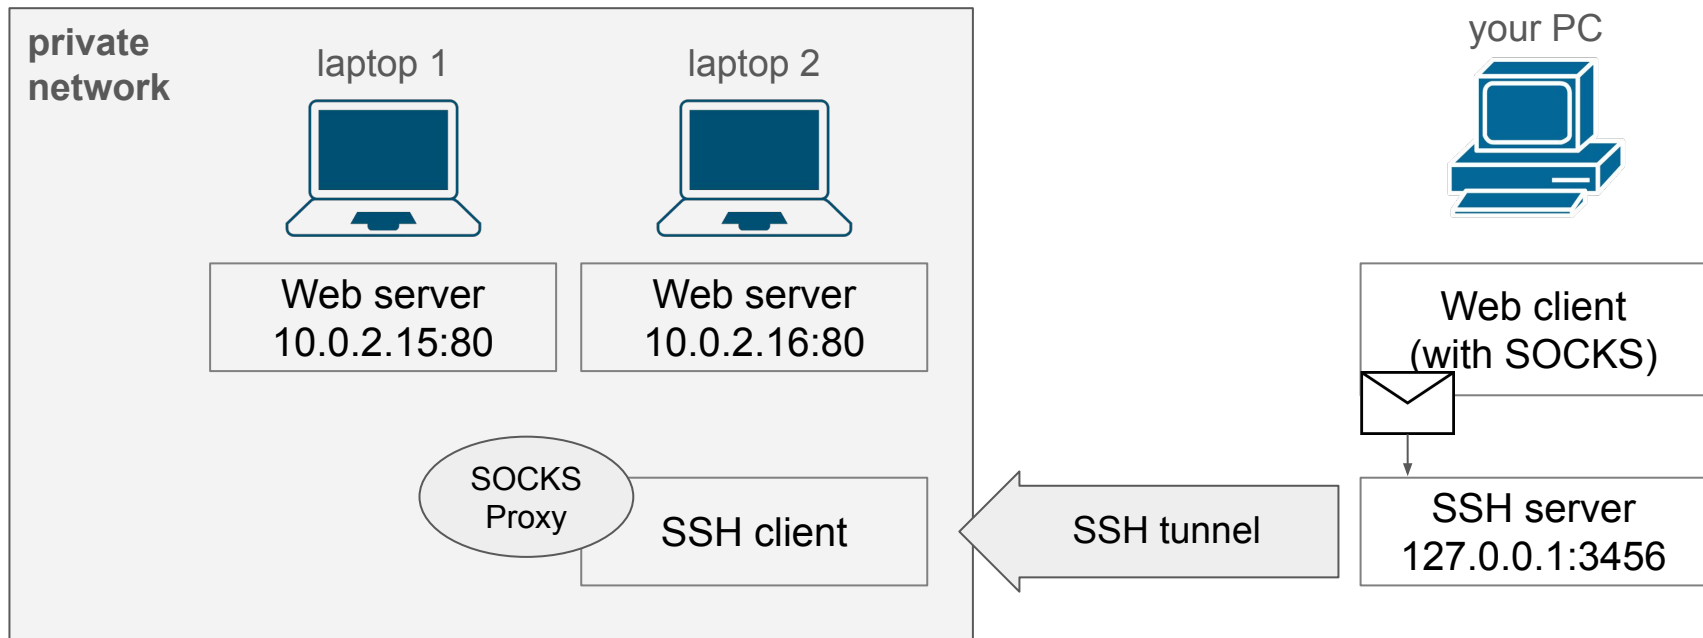 private
network
laptop 1
laptop 2
your PC
Web server
10.0.2.15:80
Web server
10.0.2.16:80
Web client
(with SOCKS)
SOCKS
Proxy
SSH client
SSH tunnel
SSH server
127.0.0.1:3456